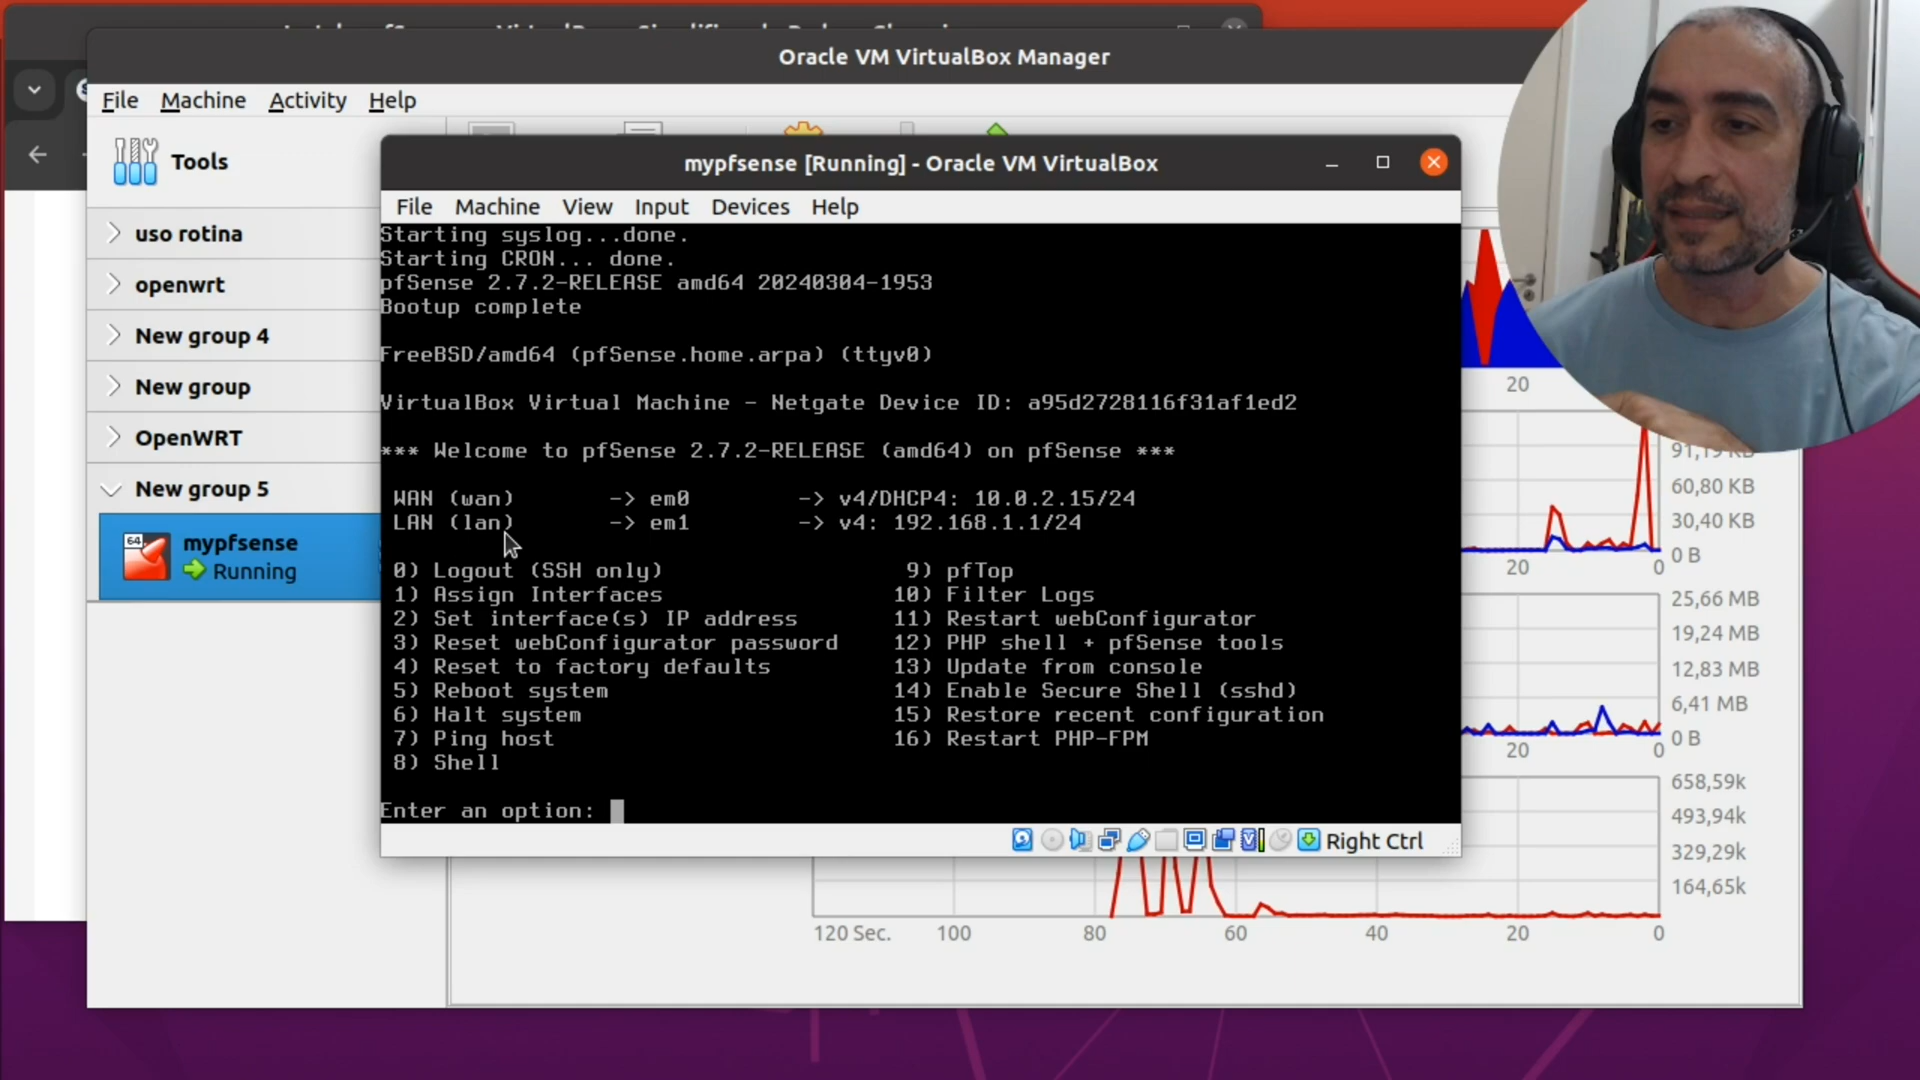 Oracle VM VirtualBox Manager
File Machine Activity Help
Tools
uso rotina
openwrt
New group 4
New group
OpenWRT
New group 5
64
mypfsense
Running
mypfsense [Running] - Oracle VM VirtualBox
File Machine View Input Devices Help
Starting syslog...done.
Starting CRON... done.
pfSense 2.7.2-RELEASE amd64 20240304-1953
Bootup complete
FreeBSD/amd64 (pfSense.home.arpa) (ttyv0)
VirtualBox Virtual Machine - Netgate Device ID: a95d2728116f31af1ed2
*** Welcome to pfSense 2.7.2-RELEASE (amd64) on pfSense ***
WAN (wan) -> em0 -> v4/DHCP4: 10.0.2.15/24
LAN (lan) -> em1 -> v4: 192.168.1.1/24
0) Logout (SSH only) 9) pfTop
1) Assign Interfaces 10) Filter Logs
2) Set interface(s) IP address 11) Restart webConfigurator
3) Reset webConfigurator password 12) PHP shell + pfSense tools
4) Reset to factory defaults 13) Update from console
5) Reboot system 14) Enable Secure Shell (sshd)
6) Halt system 15) Restore recent configuration
7) Ping host 16) Restart PHP-FPM
8) Shell
Enter an option:
Right Ctrl
20
91,19 KB
60,80 KB
30,40 KB
0 B
20 0
25,66 MB
19,24 MB
12,83 MB
6,41 MB
0 B
20 0
658,59k
493,94k
329,29k
164,65k
120 Sec. 100 80 60 40 20 0